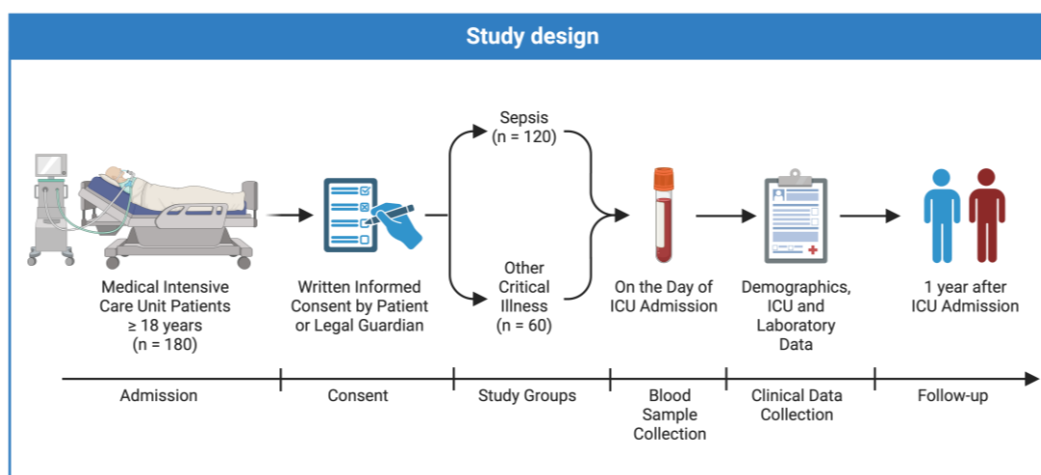 Study design
Medical Intensive
Care Unit Patients
≥ 18 years
(n = 180)
Written Informed
Consent by Patient
or Legal Guardian
Sepsis
(n = 120)
Other
Critical
Illness
(n = 60)
On the Day of
ICU Admission
Demographics,
ICU and
Laboratory
Data
1 year after
ICU Admission
Admission
Consent
Study Groups
Blood
Sample
Collection
Clinical Data
Collection
Follow-up